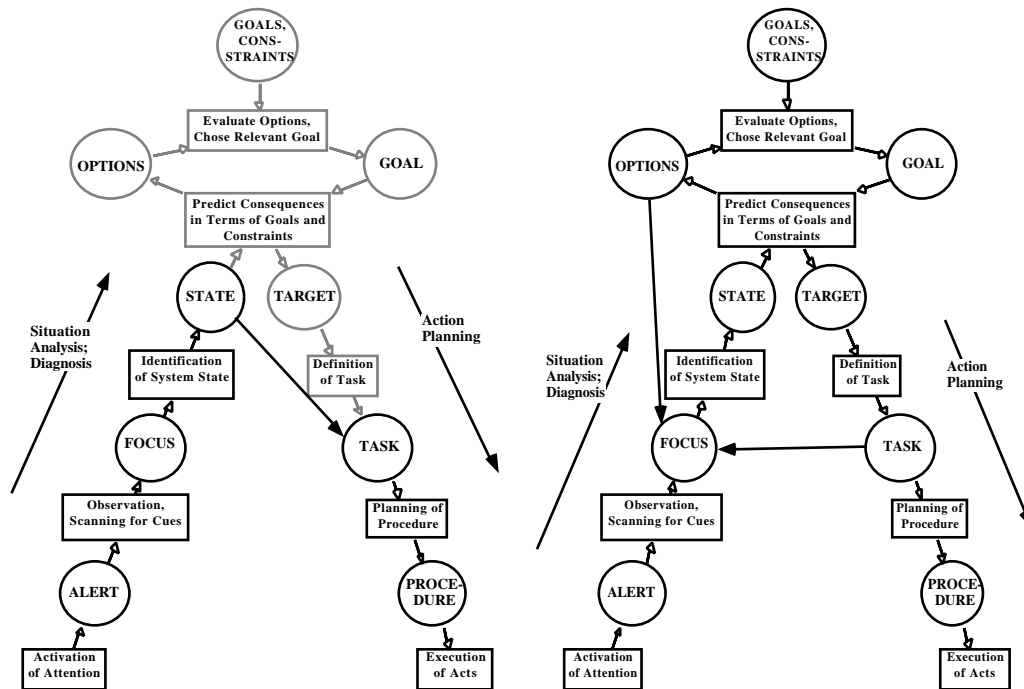 GOALS,
CONS-
STRAINTS
Evaluate Options,
Chose Relevant Goal
OPTIONS
GOAL
Predict Consequences
in Terms of Goals and
Constraints
STATE
TARGET
Situation
Analysis;
Diagnosis
Action
Planning
Identification
of System State
Definition
of Task
FOCUS
TASK
Observation,
Scanning for Cues
Planning of
Procedure
ALERT
PROCE-
DURE
Activation
of Attention
Execution
of Acts
GOALS,
CONS-
STRAINTS
Evaluate Options,
Chose Relevant Goal
OPTIONS
GOAL
Predict Consequences
in Terms of Goals and
Constraints
STATE
TARGET
Situation
Analysis;
Diagnosis
Action
Planning
Identification
of System State
Definition
of Task
FOCUS
TASK
Observation,
Scanning for Cues
Planning of
Procedure
ALERT
PROCE-
DURE
Activation
of Attention
Execution
of Acts